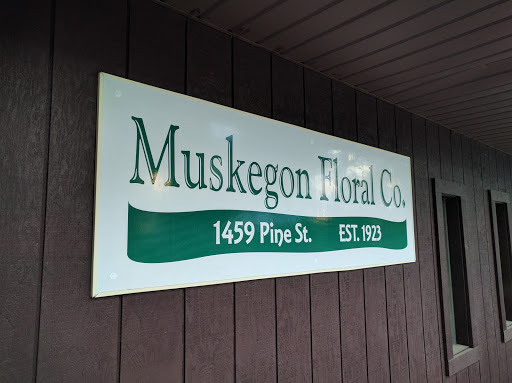 Muskegon Floral Co.
1459 Pine St. EST. 1923